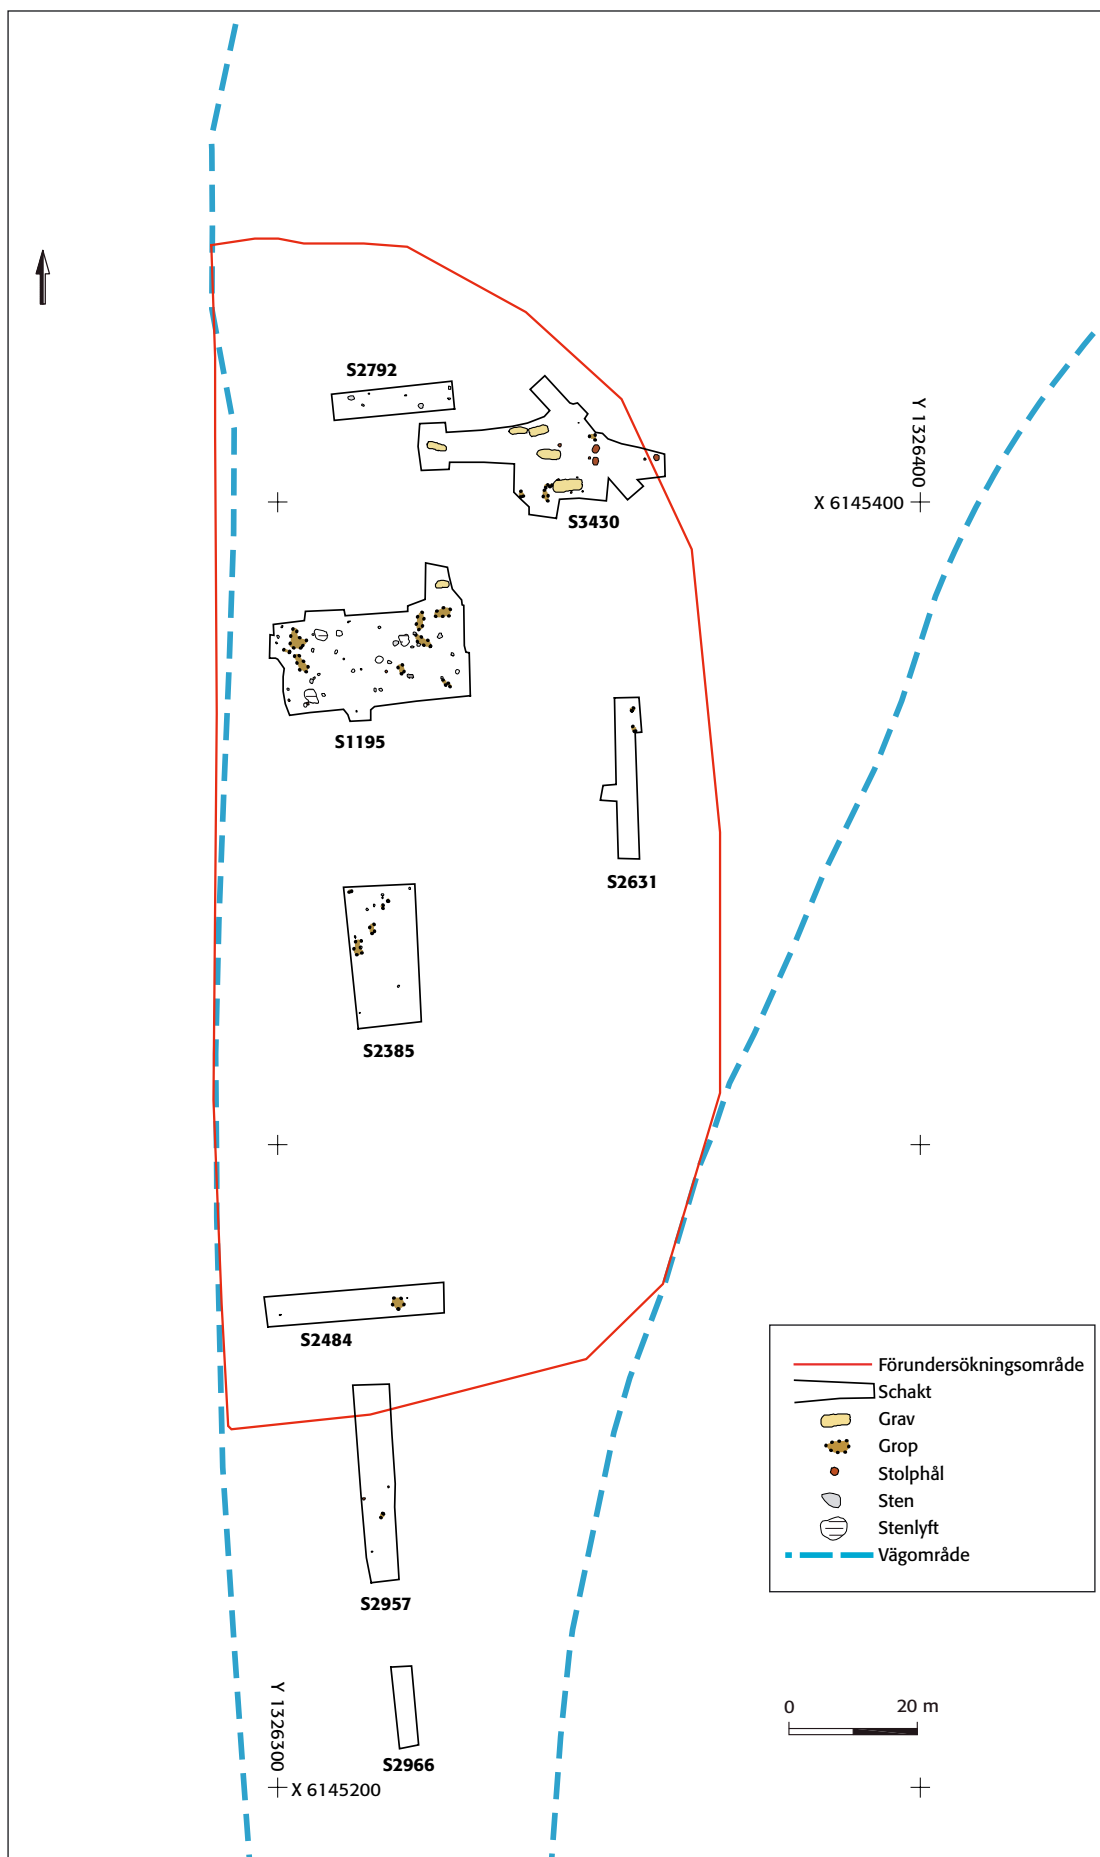 S2792
Y 1326400
X 6145400
S3430
S1195
S2631
S2385
S2484
Förundersökningsområde
Schakt
Grav
Grop
Stolphål
Sten
Stenlyft
Vägområde
S2957
0 20 m
S2966
Y 1326300
X 6145200